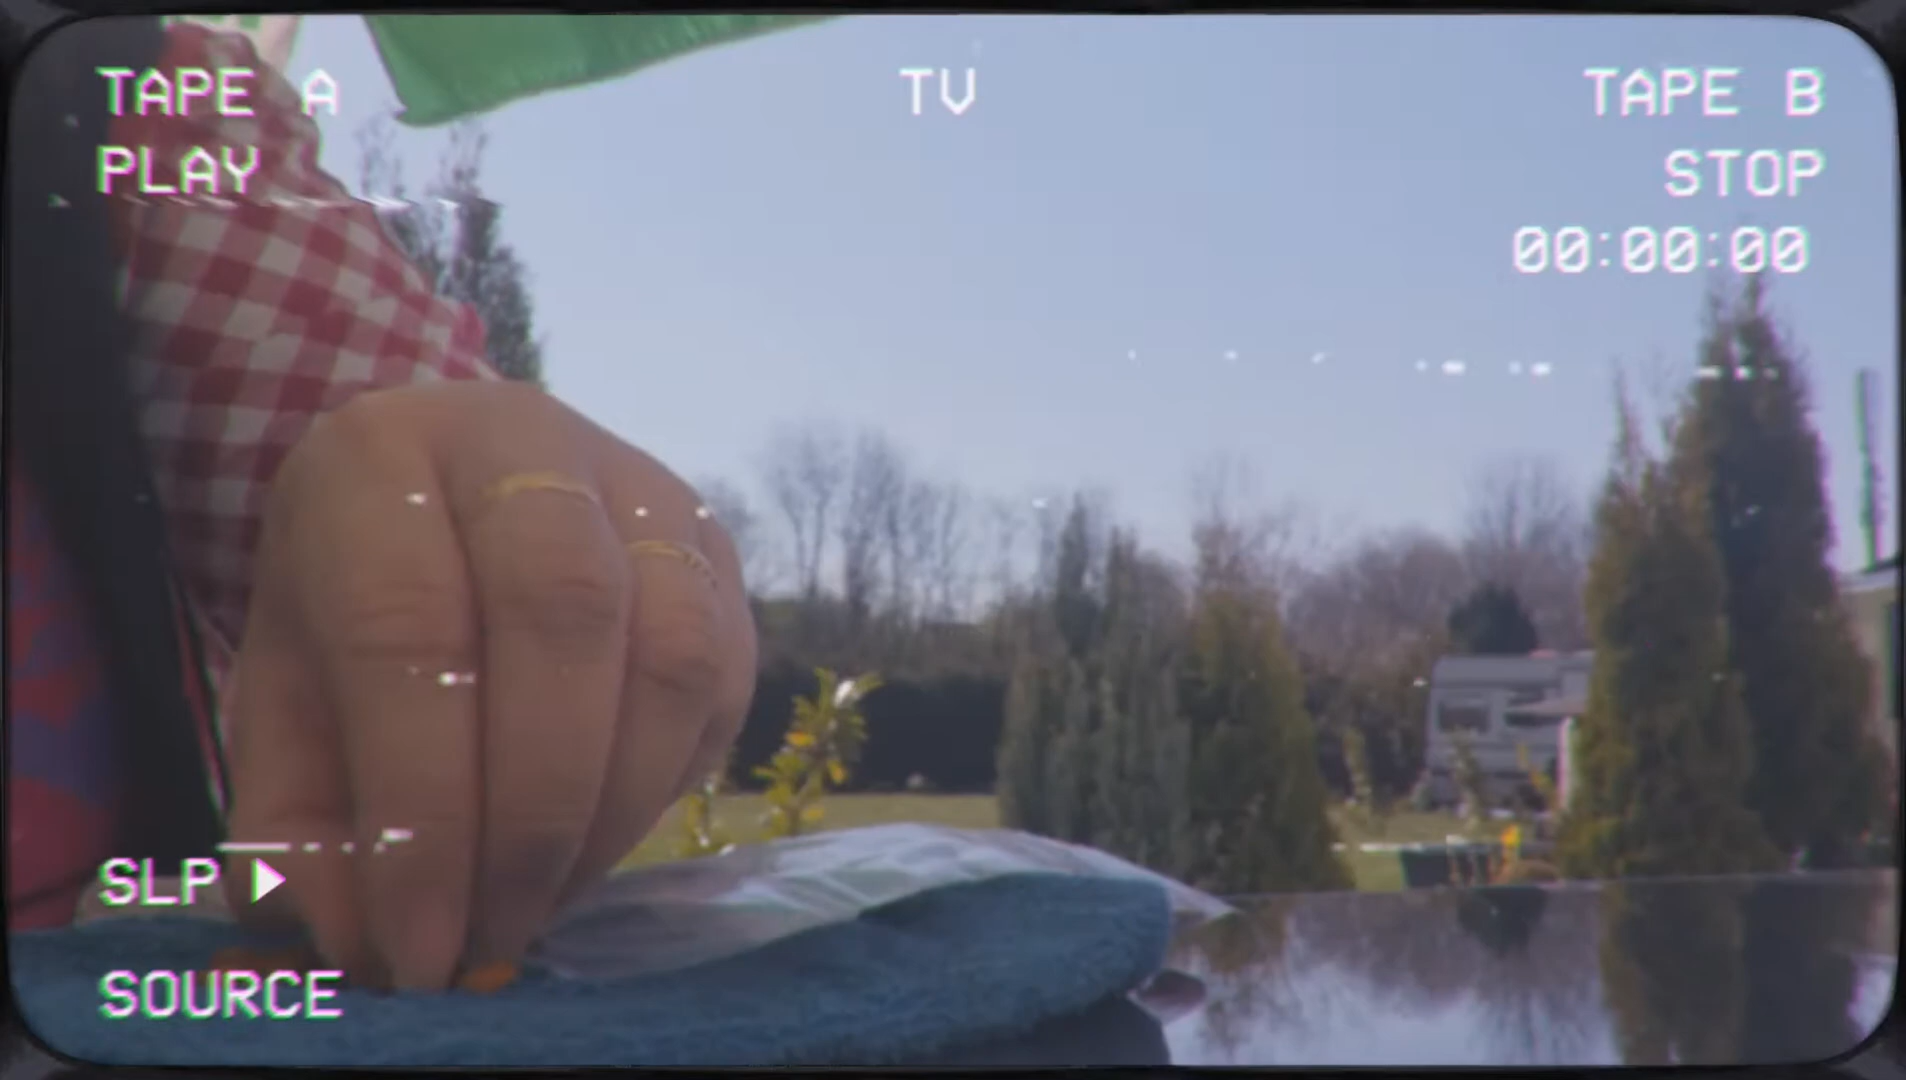 TAPE A
PLAY
TV
TAPE B
STOP
00:00:00
SLP
SOURCE